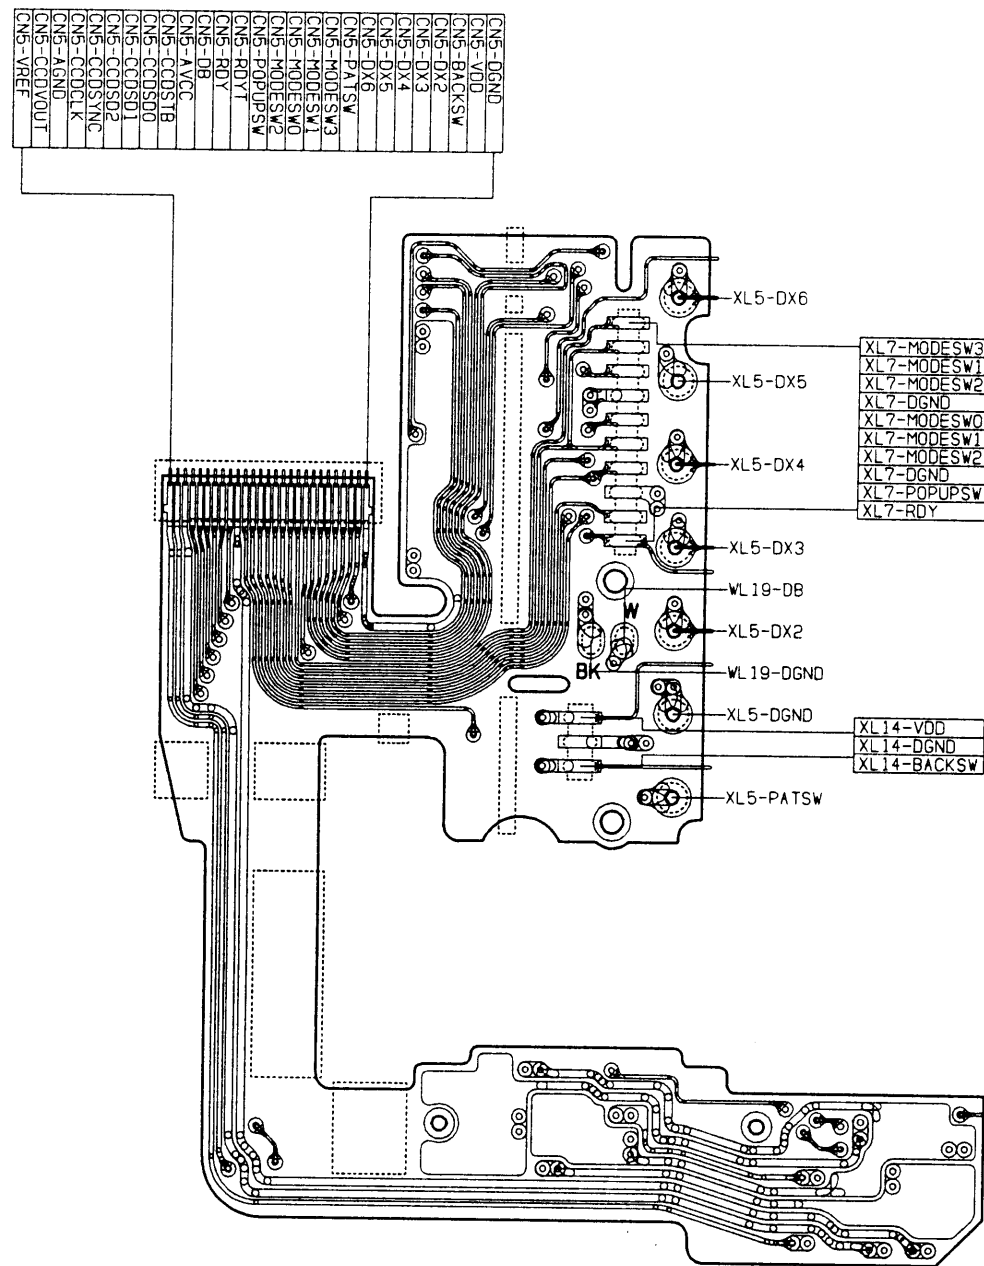 CN5-DGND
CN5-VDD
CN5-BACKSW
CN5-DX2
CN5-DX3
CN5-DX4
CN5-DX5
CN5-DX6
CN5-PATSW
CN5-MODESW3
CN5-MODESW1
CN5-MODESW0
CN5-MODESW2
CN5-POPUPSW
CN5-RDYT
CN5-RDY
CN5-DB
CN5-AVCC
CN5-CCDSTB
CN5-CCDSD0
CN5-CCDSD1
CN5-CCDSD2
CN5-CCDSYNC
CN5-CCDCLK
CN5-AGND
CN5-CCDVOUT
CN5-VREF
XL5-DX6
XL7-MODESW3
XL7-MODESW1
XL7-MODESW2
XL7-DGND
XL7-MODESW0
XL7-MODESW1
XL7-MODESW2
XL7-DGND
XL7-POPUPSW
XL7-RDY
XL5-DX5
XL5-DX4
XL5-DX3
WL19-DB
W
XL5-DX2
BK
WL19-DGND
XL5-DGND
XL14-VDD
XL14-DGND
XL14-BACKSW
XL5-PATSW